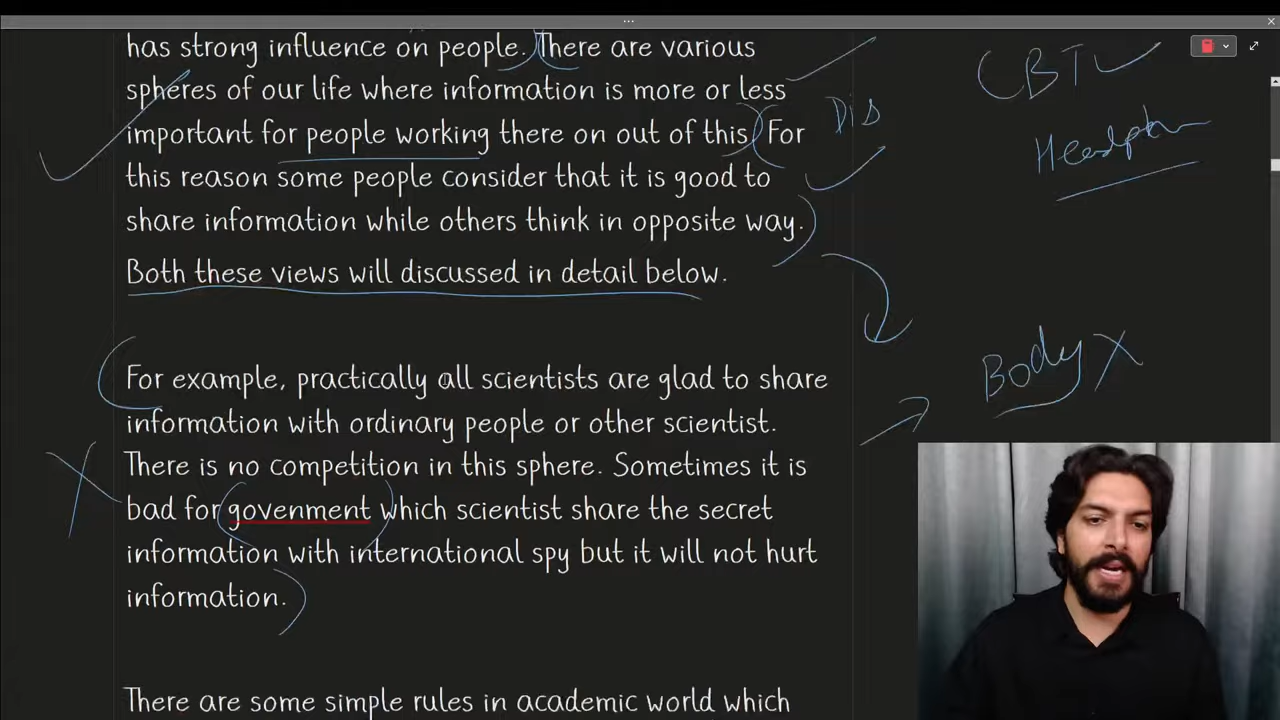 has strong influence on people. There are various
spheres of our life where information is more or less
important for people working there on out of this. For
this reason some people consider that it is good to
share information while others think in opposite way.
Both these views will discussed in detail below.
For example, practically all scientists are glad to share
information with ordinary people or other scientist.
There is no competition in this sphere. Sometimes it is
bad for govenment which scientist share the secret
information with international spy but it will not hurt
information.
There are some simple rules in academic world which
Dis
CBT
Body